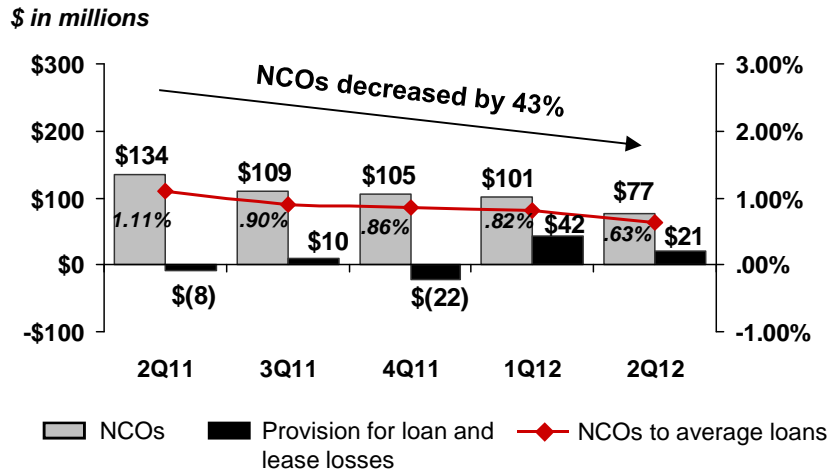 $ in millions
$300
3.00%
NCOs decreased by 43%
$200
2.00%
$134
$109
$105
$101
$77
$100
1.00%
1.11%
.90%
.86%
.82%
.63%
$10
$42
$21
$0
.00%
$(8)
$(22)
-$100
-1.00%
2Q11
3Q11
4Q11
1Q12
2Q12
NCOs
Provision for loan and
lease losses
NCOs to average loans